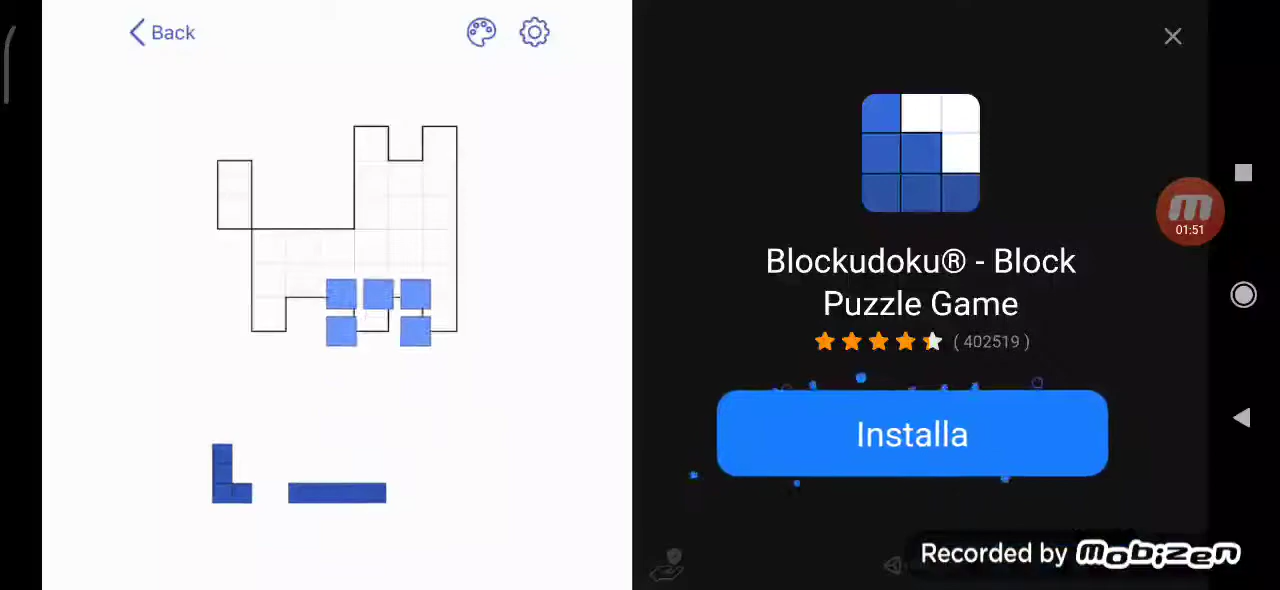 Back
Blockudoku® - Block
Puzzle Game
( 402519 )
01:51
Installa
Recorded by mobizen